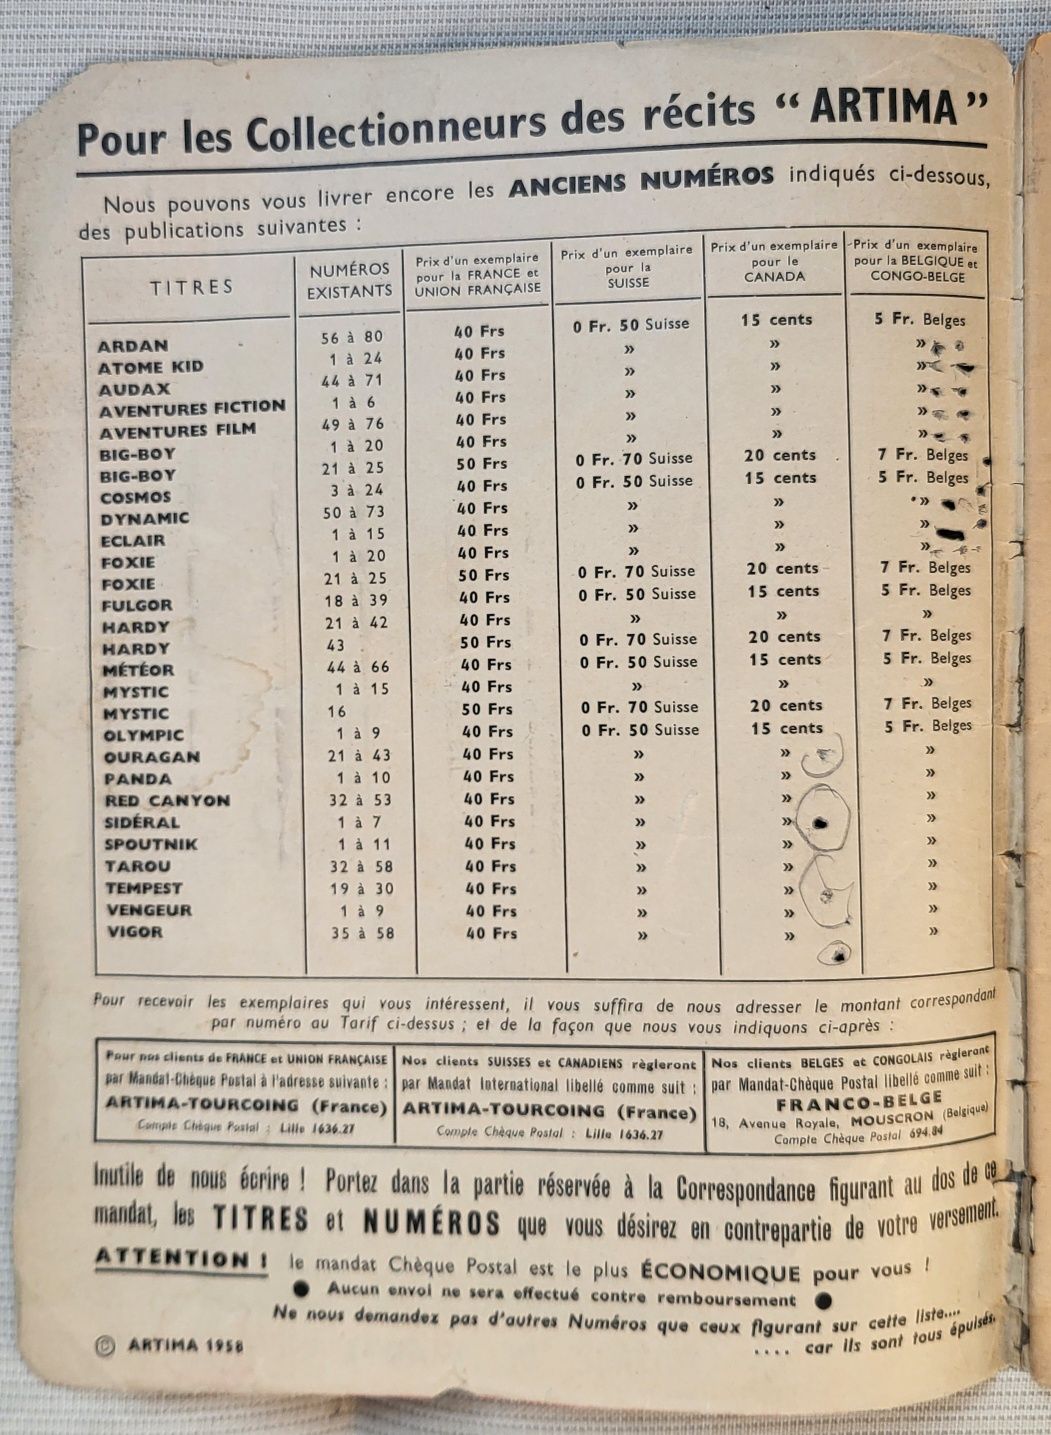 Pour les Collectionneurs des récits “ ARTIMA ”
Nous pouvons vous livrer encore les ANCIENS NUMÉROS indiqués ci-dessous,
des publications suivantes :
TITRES
NUMÉROS
EXISTANTS
Prix d'un exemplaire
pour la FRANCE et
UNION FRANÇAISE
Prix d'un exemplaire
pour la
SUISSE
Prix d'un exemplaire
pour le
CANADA
Prix d'un exemplaire
pour la BELGIQUE et
CONGO-BELGE
ARDAN 56 à 80 40 Frs 0 Fr. 50 Suisse 15 cents 5 Fr. Belges
ATOME KID 1 à 24 40 Frs » » »
AUDAX 44 à 71 40 Frs » » »
AVENTURES FICTION 1 à 6 40 Frs » » »
AVENTURES FILM 49 à 76 40 Frs » » »
BIG-BOY 1 à 20 40 Frs » » »
BIG-BOY 21 à 25 50 Frs 0 Fr. 70 Suisse 20 cents 7 Fr. Belges
COSMOS 3 à 24 40 Frs 0 Fr. 50 Suisse 15 cents 5 Fr. Belges
DYNAMIC 50 à 73 40 Frs » » »
ECLAIR 1 à 15 40 Frs » » »
FOXIE 1 à 20 40 Frs » » »
FOXIE 21 à 25 50 Frs 0 Fr. 70 Suisse 20 cents 7 Fr. Belges
FULGOR 18 à 39 40 Frs 0 Fr. 50 Suisse 15 cents 5 Fr. Belges
HARDY 21 à 42 40 Frs » » »
HARDY 43 50 Frs 0 Fr. 70 Suisse 20 cents 7 Fr. Belges
MÉTÉOR 44 à 66 40 Frs 0 Fr. 50 Suisse 15 cents 5 Fr. Belges
MYSTIC 1 à 15 40 Frs » » »
MYSTIC 16 50 Frs 0 Fr. 70 Suisse 20 cents 7 Fr. Belges
OLYMPIC 1 à 9 40 Frs 0 Fr. 50 Suisse 15 cents 5 Fr. Belges
OURAGAN 21 à 43 40 Frs » » »
PANDA 1 à 10 40 Frs » » »
RED CANYON 32 à 53 40 Frs » » »
SIDÉRAL 1 à 7 40 Frs » » »
SPOUTNIK 1 à 11 40 Frs » » »
TAROU 32 à 58 40 Frs » » »
TEMPEST 19 à 30 40 Frs » » »
VENGEUR 1 à 9 40 Frs » » »
VIGOR 35 à 58 40 Frs » » »
Pour recevoir les exemplaires qui vous intéressent, il vous suffira de nous adresser le montant correspondant
par numéro au Tarif ci-dessus ; et de la façon que nous vous indiquons ci-après :
Pour nos clients de FRANCE et UNION FRANÇAISE
par Mandat-Chèque Postal à l'adresse suivante :
ARTIMA-TOURCOING (France)
Compte Chèque Postal : Lille 1636.27
Nos clients SUISSES et CANADIENS règleront
par Mandat International libellé comme suit :
ARTIMA-TOURCOING (France)
Compte Chèque Postal : Lille 1636.27
Nos clients BELGES et CONGOLAIS règleront
par Mandat-Chèque Postal libellé comme suit :
FRANCO-BELGE
18, Avenue Royale, MOUSCRON (Belgique)
Compte Chèque Postal 694.84
Inutile de nous écrire ! Portez dans la partie réservée à la Correspondance figurant au dos de ce
mandat, les TITRES et NUMÉROS que vous désirez en contrepartie de votre versement.
ATTENTION ! le mandat Chèque Postal est le plus ÉCONOMIQUE pour vous !
● Aucun envoi ne sera effectué contre remboursement ●
Ne nous demandez pas d'autres Numéros que ceux figurant sur cette liste....
.... car ils sont tous épuisés.
© ARTIMA 1958